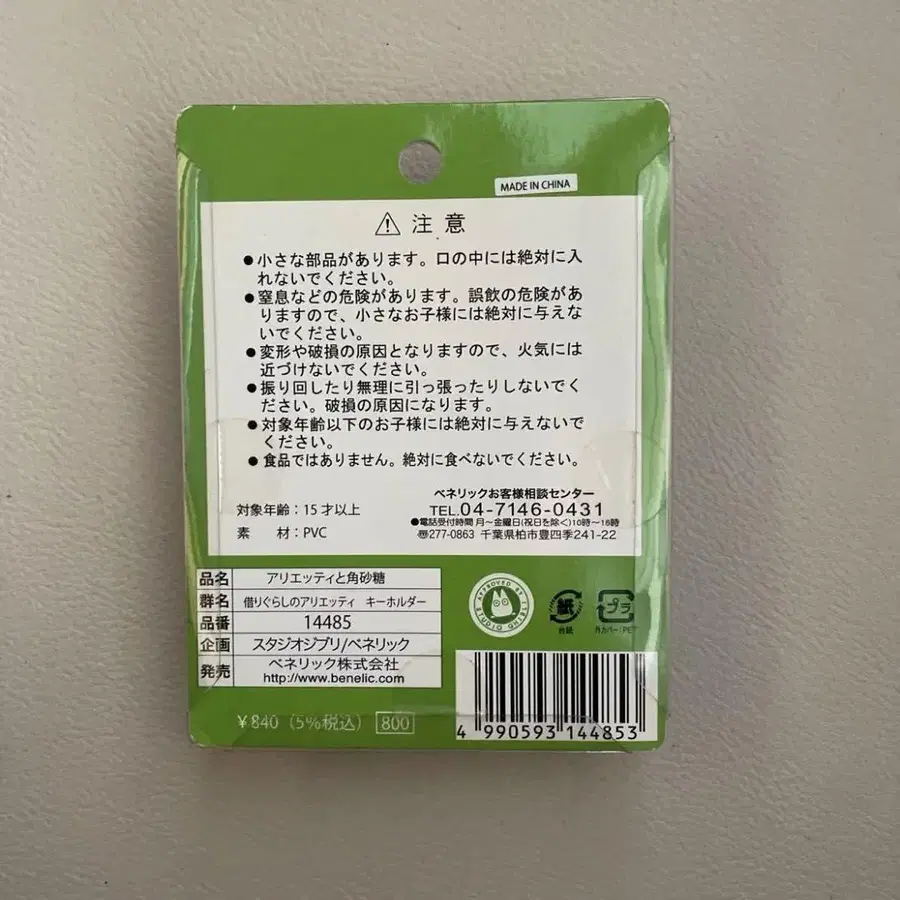 MADE IN CHINA
⚠ 注意
●小さな部品があります。口の中には絶対に入
れないでください。
●窒息などの危険があります。誤飲の危険があ
りますので、小さなお子様には絶対に与えな
いでください。
●変形や破損の原因となりますので、火気には
近づけないでください。
●振り回したり無理に引っ張ったりしないでく
ださい。破損の原因になります。
●対象年齢以下のお子様には絶対に与えないで
ください。
●食品ではありません。絶対に食べないでください。
対象年齢:15才以上
素 材:PVC
ベネリックお客様相談センター
TEL.04-7146-0431
●電話受付時間 月～金曜日(祝日を除く)10時～16時
〠277-0863 千葉県柏市豊四季241-22
品名 アリエッティと角砂糖
群名 借りぐらしのアリエッティ キーホルダー
品番 14485
企画 スタジオジブリ/ベネリック
発売 ベネリック株式会社
http://www.benelic.com
APPROVED BY STUDIO GHIBLI
紙
台紙
プラ
外カバー:PET
¥840(5%税込) 800
4 990593 144853